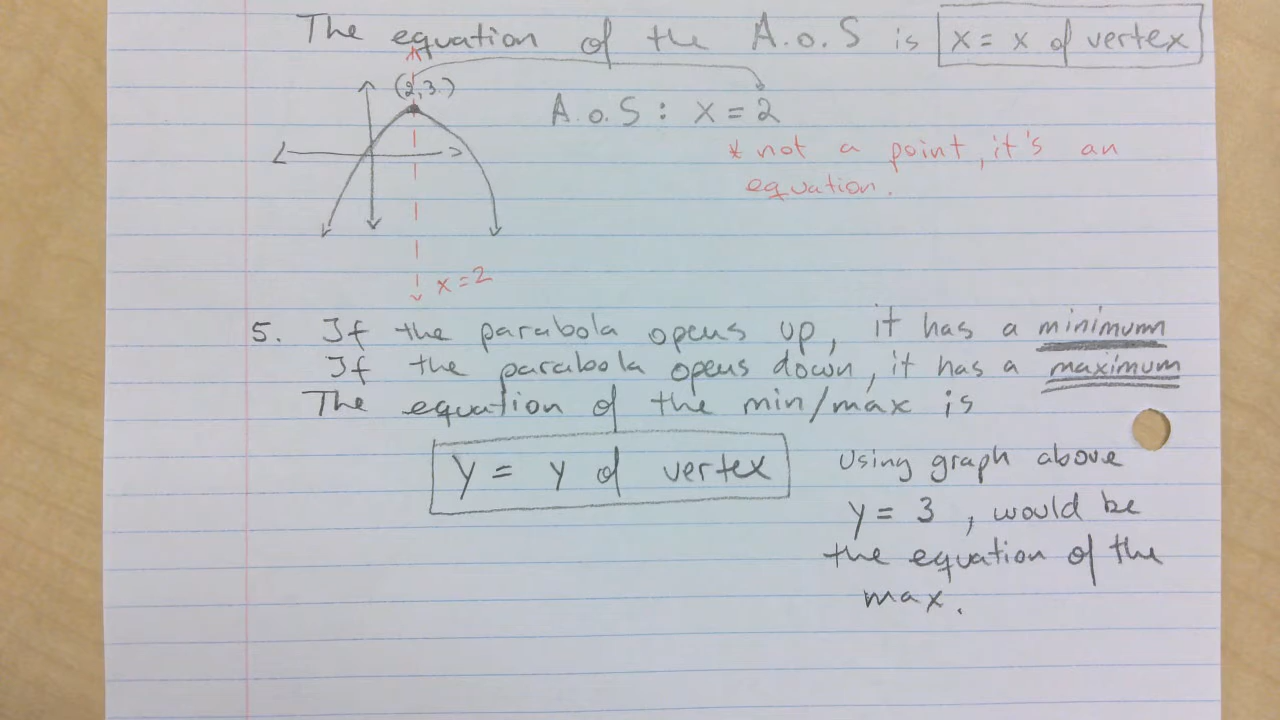 The equation of the A.o.S is x = x of vertex
(2,3)
A.o.S : x = 2
* not a point, it's an
equation.
x = 2
5. If the parabola opens up, it has a minimum
If the parabola opens down, it has a maximum
The equation of the min/max is
y = y of vertex
Using graph above
y = 3 , would be
the equation of the
max.